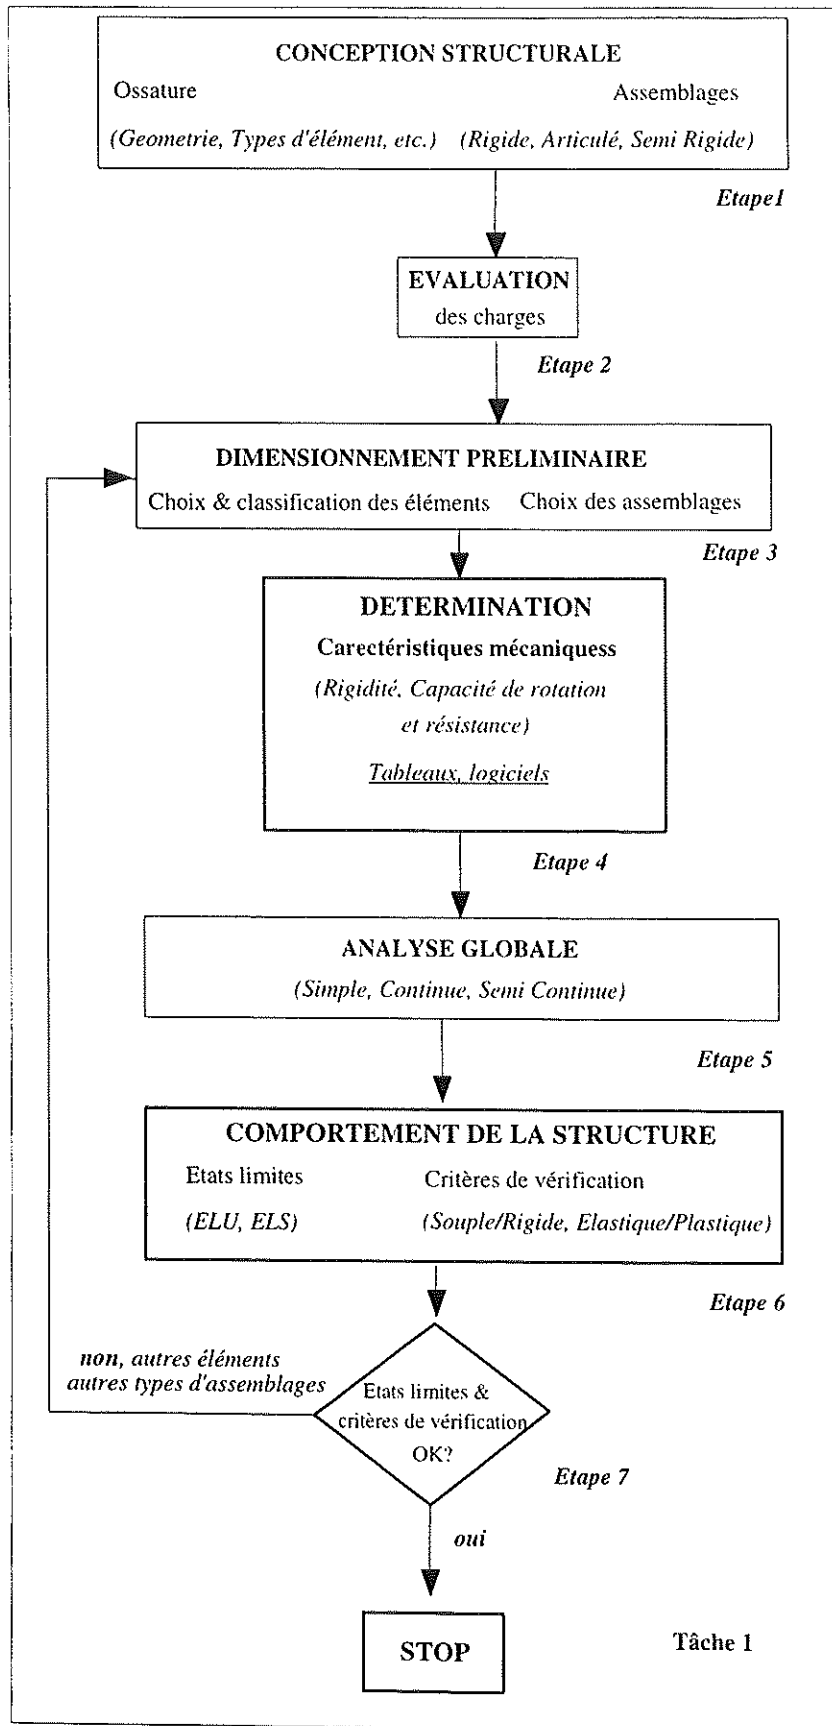 CONCEPTION STRUCTURALE
Ossature Assemblages
(Geometrie, Types d'élément, etc.) (Rigide, Articulé, Semi Rigide)
Etape1
EVALUATION
des charges
Etape 2
DIMENSIONNEMENT PRELIMINAIRE
Choix & classification des éléments Choix des assemblages
Etape 3
DETERMINATION
Carectéristiques mécaniquess
(Rigidité, Capacité de rotation
et résistance)
Tableaux, logiciels
Etape 4
ANALYSE GLOBALE
(Simple, Continue, Semi Continue)
Etape 5
COMPORTEMENT DE LA STRUCTURE
Etats limites Critères de vérification
(ELU, ELS) (Souple/Rigide, Elastique/Plastique)
Etape 6
non, autres éléments
autres types d'assemblages
Etats limites &
critères de vérification
OK?
Etape 7
oui
STOP
Tâche 1